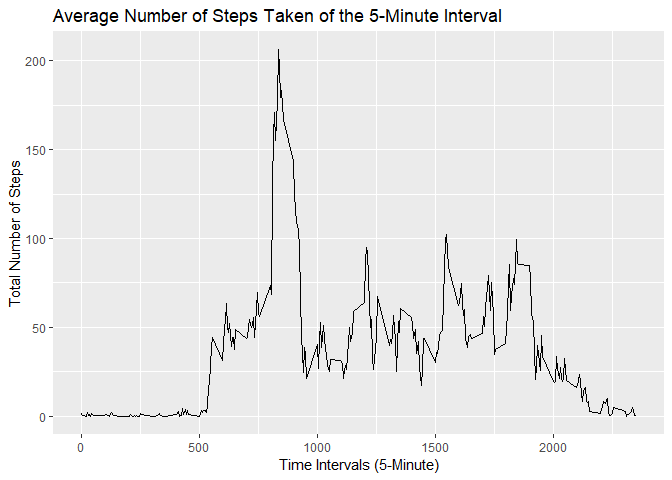 Average Number of Steps Taken of the 5-Minute Interval
Total Number of Steps
200
150
100
50
0
0 500 1000 1500 2000
Time Intervals (5-Minute)